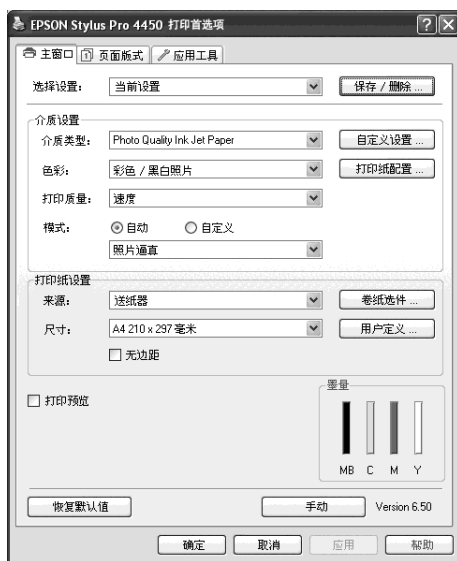 EPSON Stylus Pro 4450 打印首选项
主窗口 页面版式 应用工具
选择设置： 当前设置 保存 / 删除 ...
介质设置
介质类型： Photo Quality Ink Jet Paper 自定义设置 ...
色彩： 彩色 / 黑白照片 打印纸配置 ...
打印质量： 速度
模式： 自动 自定义
照片逼真
打印纸设置
来源： 送纸器 卷纸选件 ...
尺寸： A4 210 x 297 毫米 用户定义 ...
无边距
打印预览
墨量
MB C M Y
恢复默认值 手动 Version 6.50
确定 取消 应用 帮助